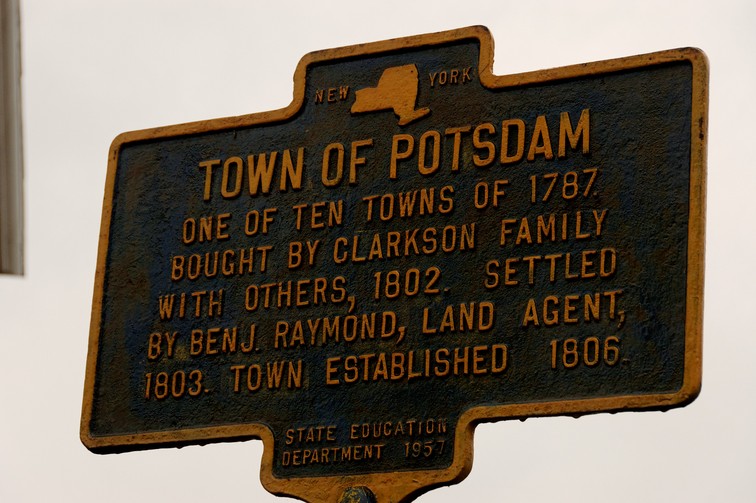 NEW YORK
TOWN OF POTSDAM
ONE OF TEN TOWNS OF 1787.
BOUGHT BY CLARKSON FAMILY
WITH OTHERS, 1802. SETTLED
BY BENJ. RAYMOND, LAND AGENT,
1803. TOWN ESTABLISHED 1806.
STATE EDUCATION
DEPARTMENT 1957